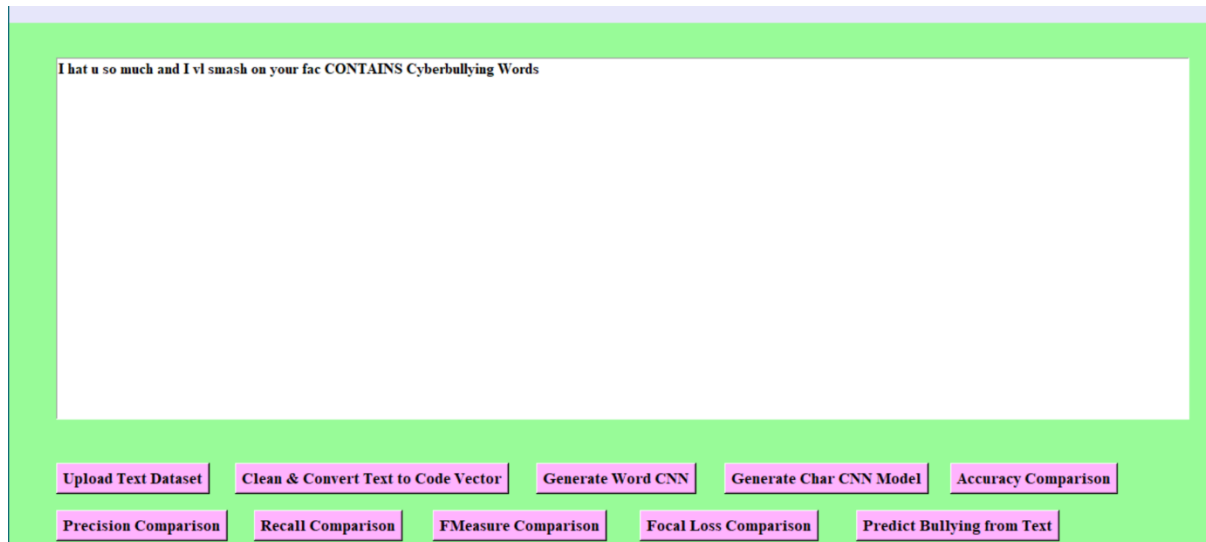 I hat u so much and I vl smash on your fac CONTAINS Cyberbullying Words
Upload Text Dataset Clean & Convert Text to Code Vector Generate Word CNN Generate Char CNN Model Accuracy Comparison
Precision Comparison Recall Comparison FMeasure Comparison Focal Loss Comparison Predict Bullying from Text